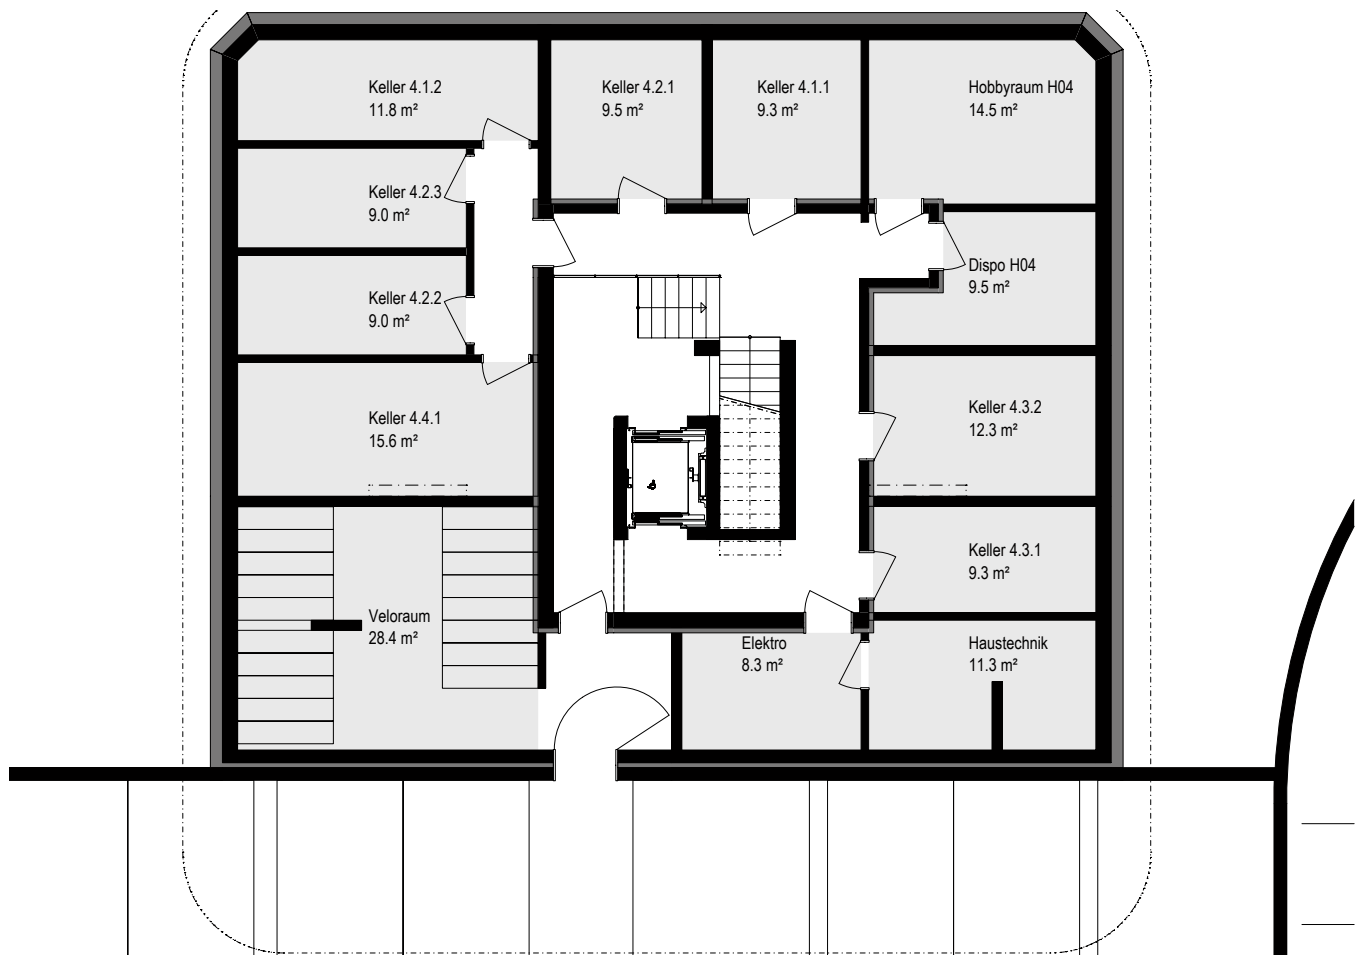 Keller 4.1.2
11.8 m²
Keller 4.2.1
9.5 m²
Keller 4.1.1
9.3 m²
Hobbyraum H04
14.5 m²
Keller 4.2.3
9.0 m²
Dispo H04
9.5 m²
Keller 4.2.2
9.0 m²
Keller 4.4.1
15.6 m²
Keller 4.3.2
12.3 m²
Keller 4.3.1
9.3 m²
Veloraum
28.4 m²
Elektro
8.3 m²
Haustechnik
11.3 m²